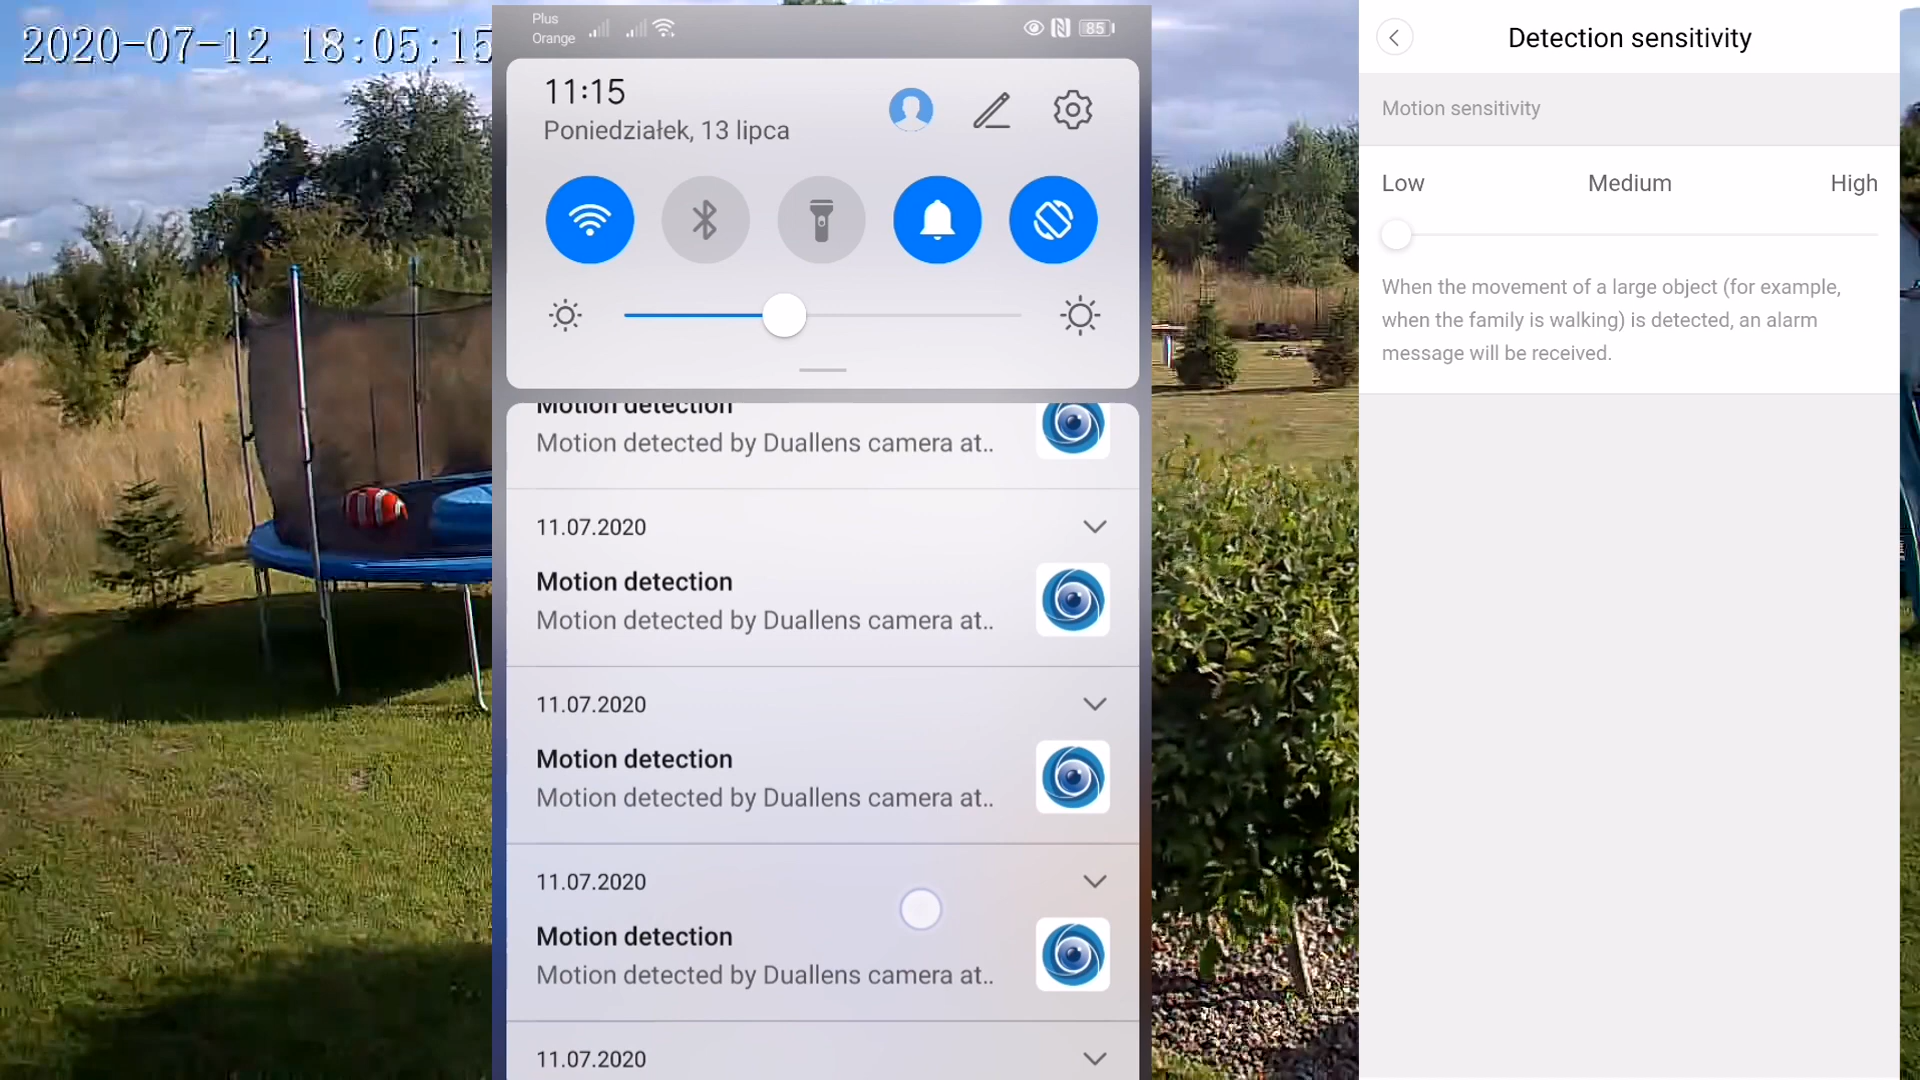 2020-07-12 18:05:15
Plus
Orange
85
11:15
Poniedziałek, 13 lipca
Motion detection
Motion detected by Duallens camera at..
11.07.2020
Motion detection
Motion detected by Duallens camera at..
11.07.2020
Motion detection
Motion detected by Duallens camera at..
11.07.2020
Motion detection
Motion detected by Duallens camera at..
11.07.2020
Detection sensitivity
Motion sensitivity
Low Medium High
When the movement of a large object (for example,
when the family is walking) is detected, an alarm
message will be received.